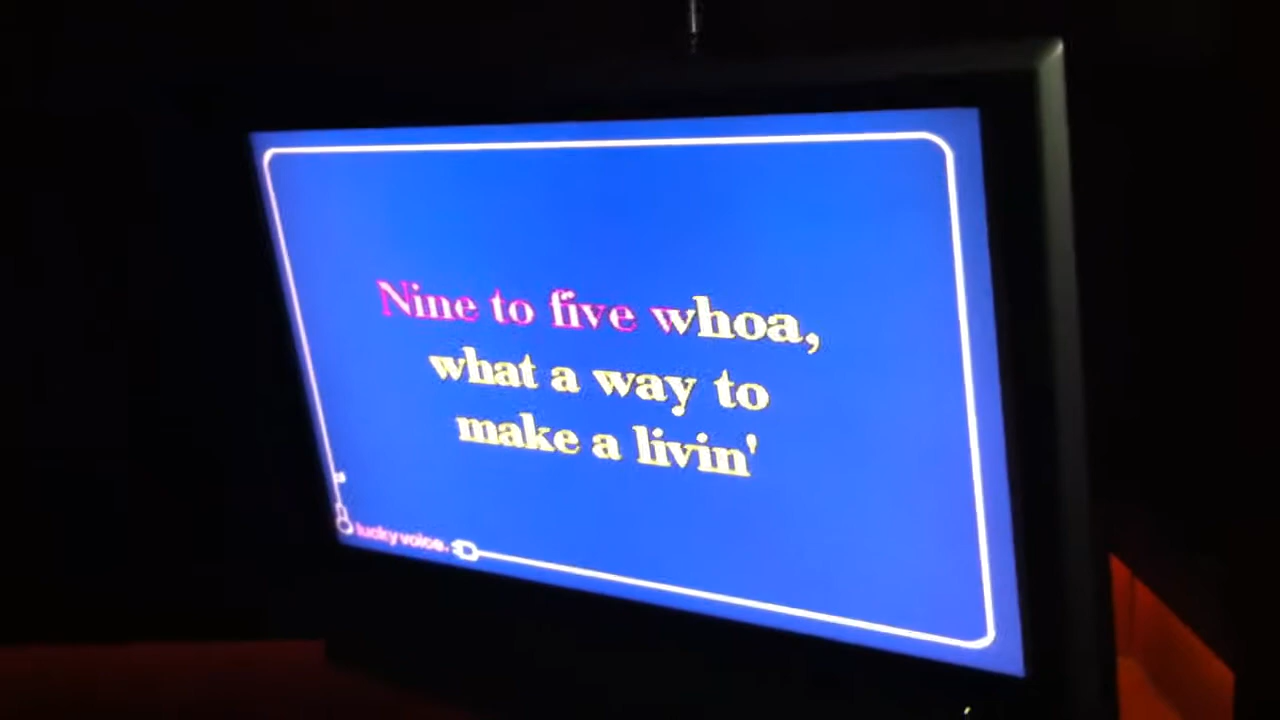 Nine to five whoa,
what a way to
make a livin'
lucky voice.